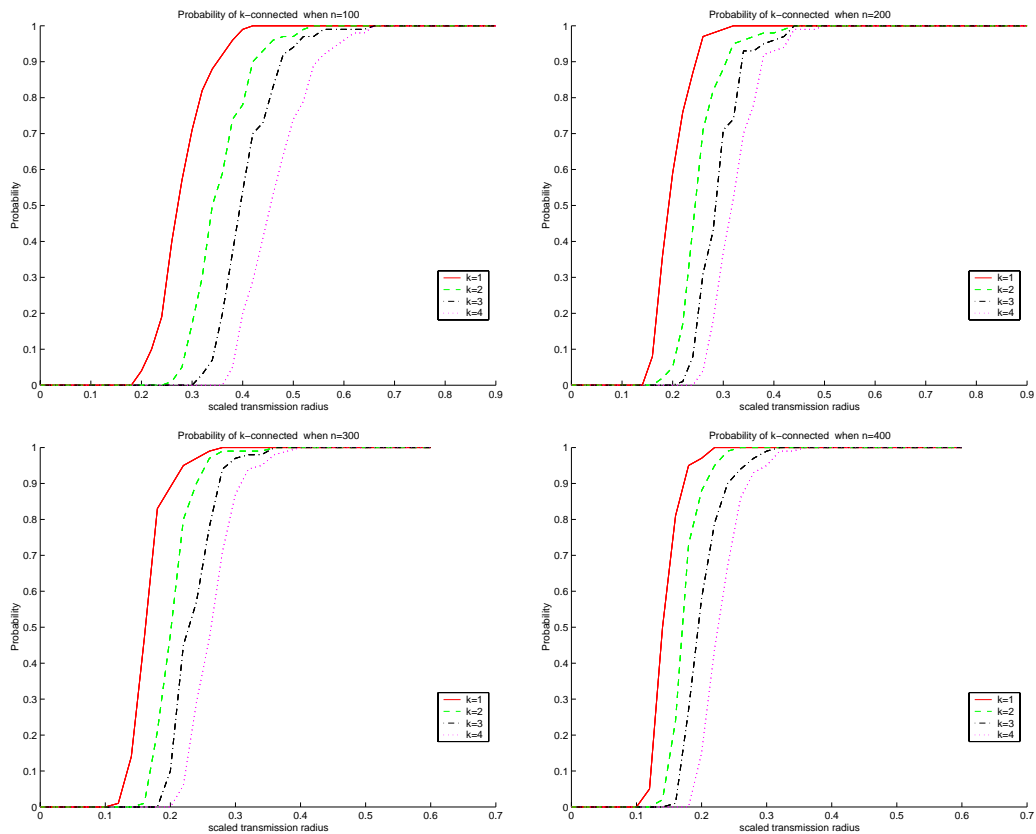 Probability of k-connected when n=100
1
0.9
0.8
0.7
0.6
0.5
0.4
0.3
0.2
0.1
0
Probability
k=1
k=2
k=3
k=4
0 0.1 0.2 0.3 0.4 0.5 0.6 0.7 0.8 0.9
scaled transmission radius
Probability of k-connected when n=200
1
0.9
0.8
0.7
0.6
0.5
0.4
0.3
0.2
0.1
0
Probability
k=1
k=2
k=3
k=4
0 0.1 0.2 0.3 0.4 0.5 0.6 0.7 0.8 0.9
scaled transmission radius
Probability of k-connected when n=300
1
0.9
0.8
0.7
0.6
0.5
0.4
0.3
0.2
0.1
0
Probability
k=1
k=2
k=3
k=4
0 0.1 0.2 0.3 0.4 0.5 0.6 0.7
scaled transmission radius
Probability of k-connected when n=400
1
0.9
0.8
0.7
0.6
0.5
0.4
0.3
0.2
0.1
0
Probability
k=1
k=2
k=3
k=4
0 0.1 0.2 0.3 0.4 0.5 0.6 0.7
scaled transmission radius